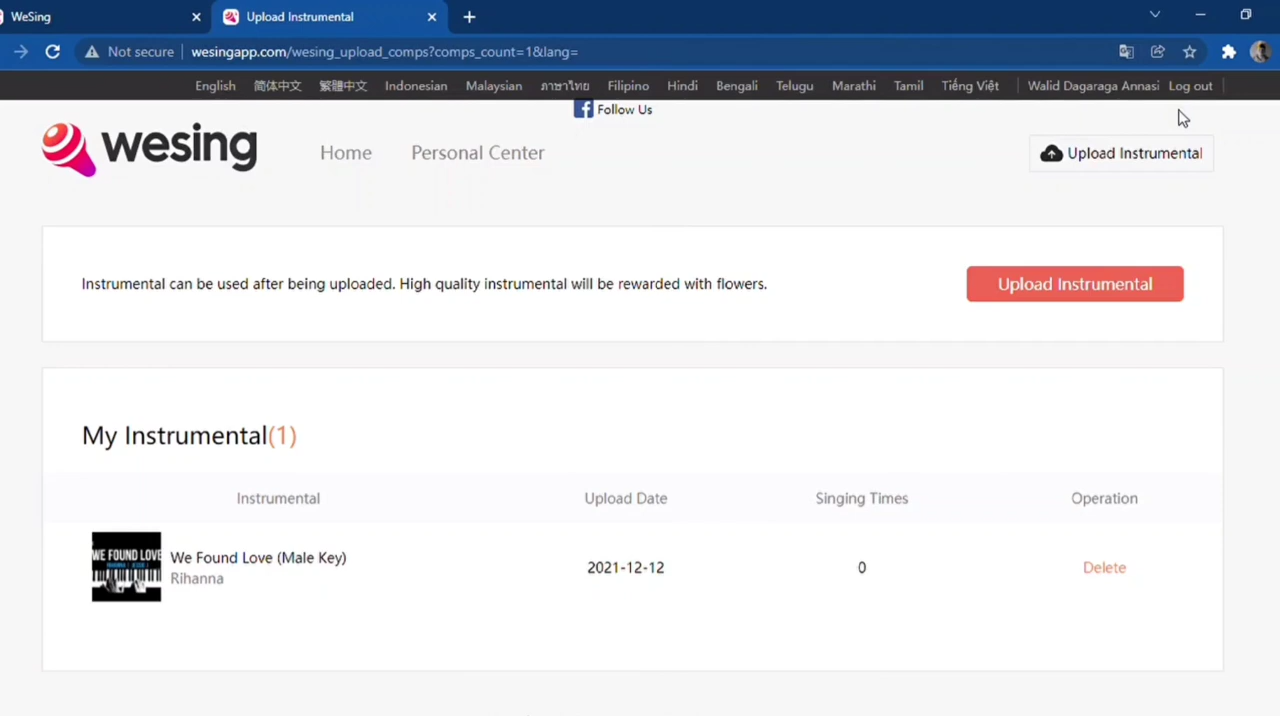 WeSing
Upload Instrumental
Not secure wesingapp.com/wesing_upload_comps?comps_count=1&lang=
English 简体中文 繁體中文 Indonesian Malaysian ภาษาไทย Filipino Hindi Bengali Telugu Marathi Tamil Tiếng Việt Walid Dagaraga Annasi Log out
Follow Us
wesing Home Personal Center Upload Instrumental
Instrumental can be used after being uploaded. High quality instrumental will be rewarded with flowers. Upload Instrumental
My Instrumental(1)
Instrumental Upload Date Singing Times Operation
WE FOUND LOVE
We Found Love (Male Key)
Rihanna
2021-12-12 0 Delete